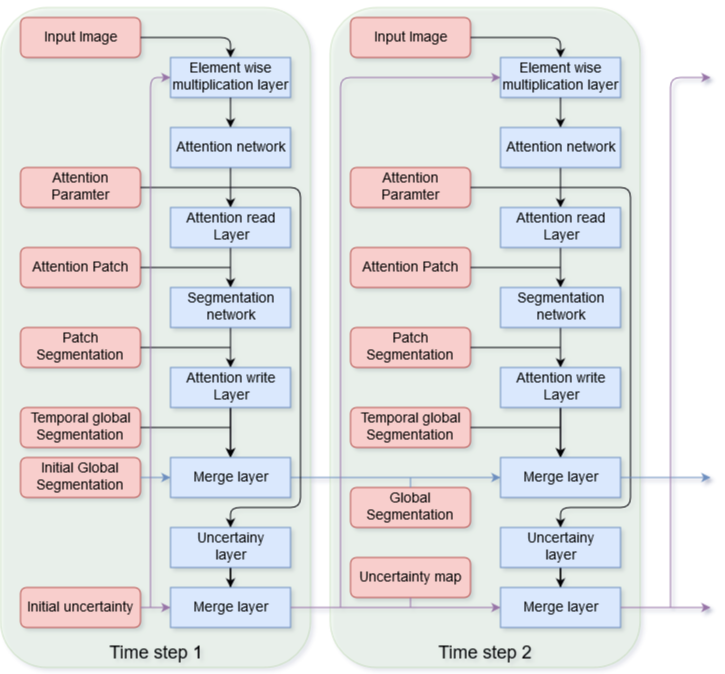 Input Image
Element wise
multiplication layer
Attention network
Attention
Paramter
Attention read
Layer
Attention Patch
Segmentation
network
Patch
Segmentation
Attention write
Layer
Temporal global
Segmentation
Initial Global
Segmentation
Merge layer
Uncertainy
layer
Initial uncertainty
Merge layer
Time step 1
Input Image
Element wise
multiplication layer
Attention network
Attention
Paramter
Attention read
Layer
Attention Patch
Segmentation
network
Patch
Segmentation
Attention write
Layer
Temporal global
Segmentation
Merge layer
Global
Segmentation
Uncertainy
layer
Uncertainty map
Merge layer
Time step 2